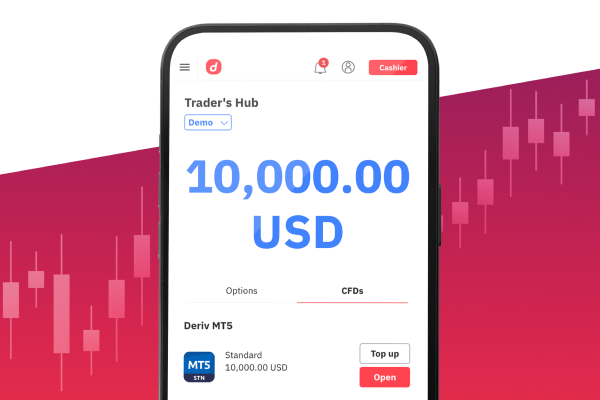 1
Cashier
Trader's Hub
Demo
10,000.00
USD
Options
CFDs
Deriv MT5
MT5
STN
Standard
10,000.00 USD
Top up
Open